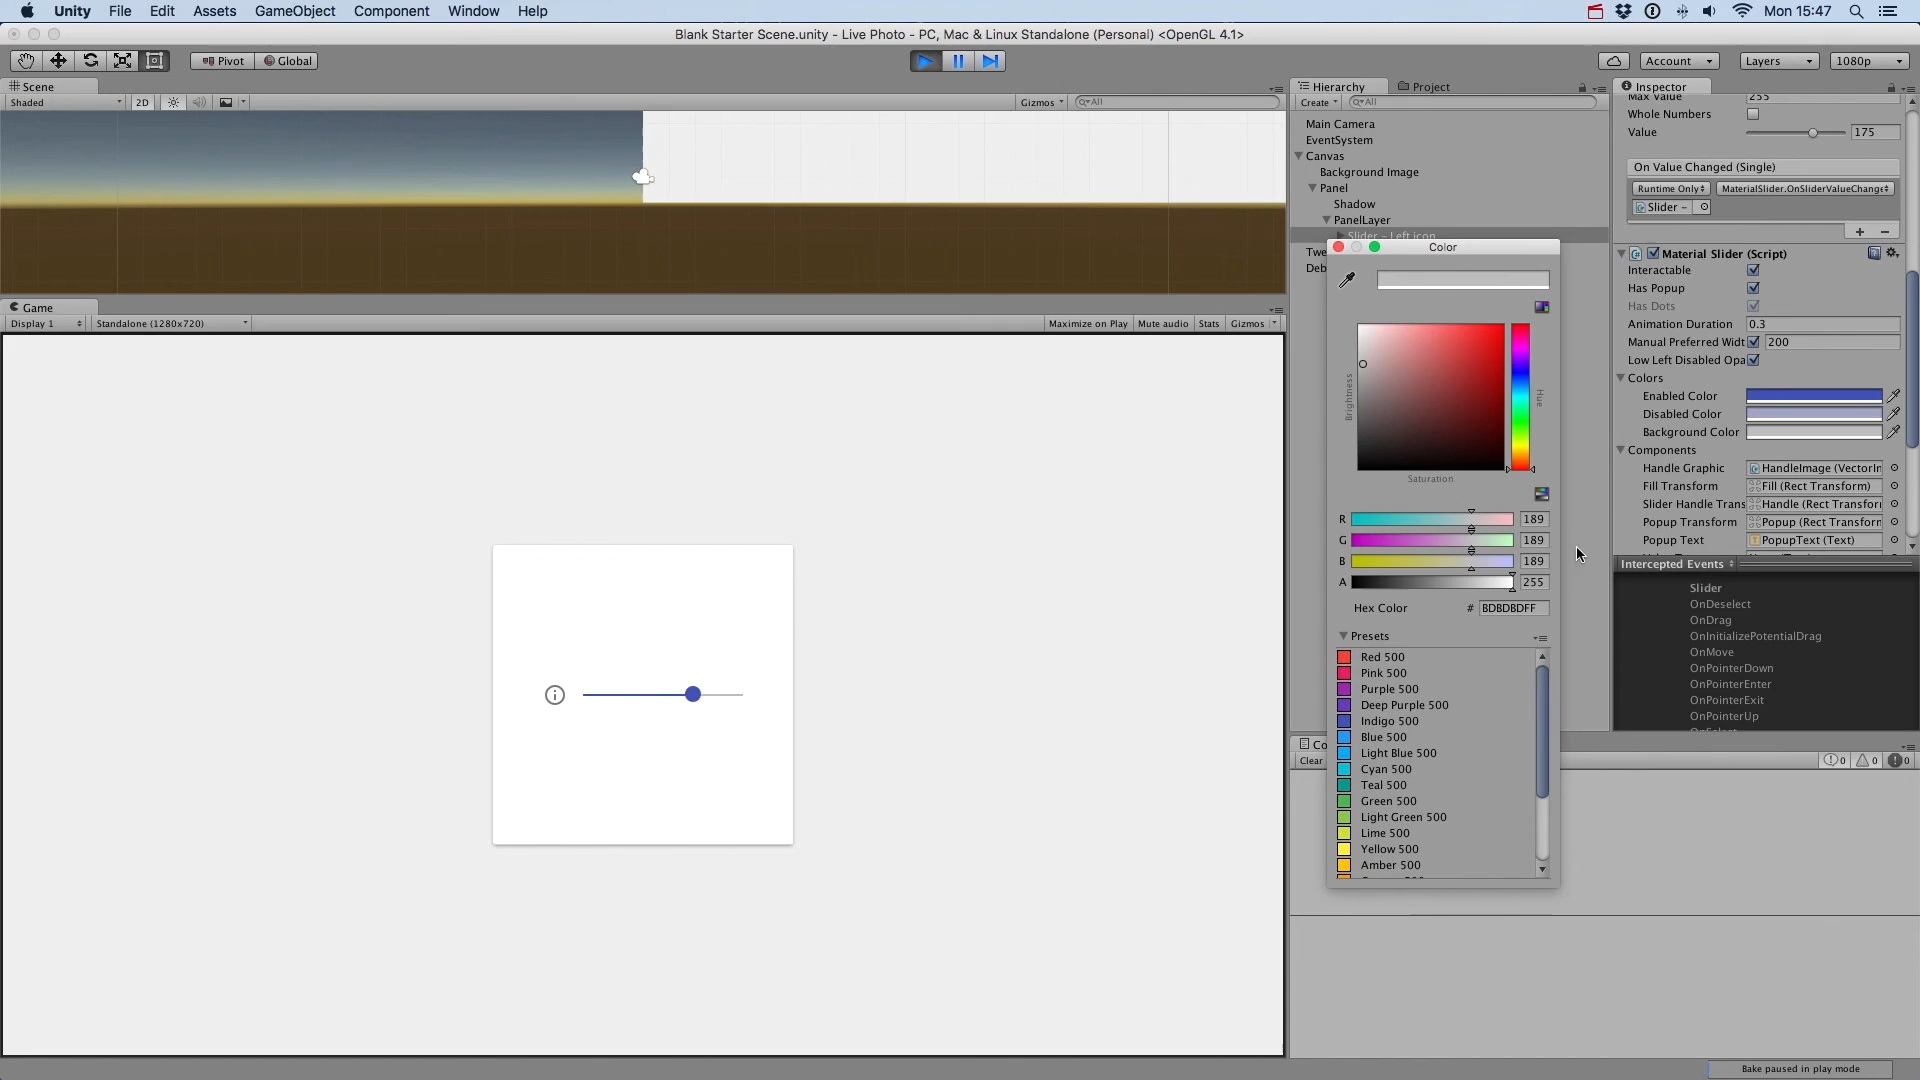 Unity File Edit Assets GameObject Component Window Help Mon 15:47
Blank Starter Scene.unity - Live Photo - PC, Mac & Linux Standalone (Personal) <OpenGL 4.1>
Pivot Global Account Layers 1080p
Scene
Shaded 2D Gizmos All
Game
Display 1 Standalone (1280x720) Maximize on Play Mute audio Stats Gizmos
Hierarchy Project
Create All
Main Camera
EventSystem
Canvas
Background Image
Panel
Shadow
PanelLayer
Slider - Left icon
Twe
Deb
Color
Brightness
Hue
Saturation
R 189
G 189
B 189
A 255
Hex Color # BDBDBDFF
Presets
Red 500
Pink 500
Purple 500
Deep Purple 500
Indigo 500
Blue 500
Light Blue 500
Cyan 500
Teal 500
Green 500
Light Green 500
Lime 500
Yellow 500
Amber 500
Co
Clear
0 0 0
Inspector
Max Value 255
Whole Numbers
Value 175
On Value Changed (Single)
Runtime Only MaterialSlider.OnSliderValueChange
Slider -
+ -
Material Slider (Script)
Interactable
Has Popup
Has Dots
Animation Duration 0.3
Manual Preferred Widt 200
Low Left Disabled Opa
Colors
Enabled Color
Disabled Color
Background Color
Components
Handle Graphic HandleImage (VectorIn
Fill Transform Fill (Rect Transform)
Slider Handle Trans Handle (Rect Transfor
Popup Transform Popup (Rect Transform
Popup Text PopupText (Text)
Intercepted Events
Slider
OnDeselect
OnDrag
OnInitializePotentialDrag
OnMove
OnPointerDown
OnPointerEnter
OnPointerExit
OnPointerUp
Bake paused in play mode